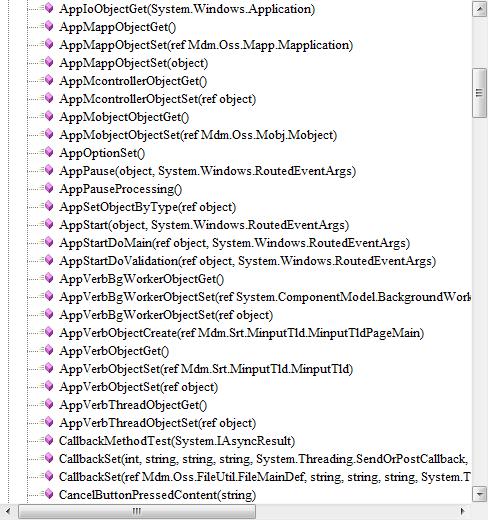 AppIoObjectGet(System.Windows.Application)
AppMappObjectGet()
AppMappObjectSet(ref Mdm.Oss.Mapp.Mapplication)
AppMappObjectSet(object)
AppMcontrollerObjectGet()
AppMcontrollerObjectSet(ref object)
AppMobjectObjectGet()
AppMobjectObjectSet(ref Mdm.Oss.Mobj.Mobject)
AppOptionSet()
AppPause(object, System.Windows.RoutedEventArgs)
AppPauseProcessing()
AppSetObjectByType(ref object)
AppStart(object, System.Windows.RoutedEventArgs)
AppStartDoMain(ref object, System.Windows.RoutedEventArgs)
AppStartDoValidation(ref object, System.Windows.RoutedEventArgs)
AppVerbBgWorkerObjectGet()
AppVerbBgWorkerObjectSet(ref System.ComponentModel.BackgroundWork
AppVerbBgWorkerObjectSet(ref object)
AppVerbObjectCreate(ref Mdm.Srt.MinputTld.MinputTldPageMain)
AppVerbObjectGet()
AppVerbObjectSet(ref Mdm.Srt.MinputTld.MinputTld)
AppVerbObjectSet(ref object)
AppVerbThreadObjectGet()
AppVerbThreadObjectSet(ref object)
CallbackMethodTest(System.IAsyncResult)
CallbackSet(int, string, string, string, System.Threading.SendOrPostCallback,
CallbackSet(ref Mdm.Oss.FileUtil.FileMainDef, string, string, string, System.T
CancelButtonPressedContent(string)